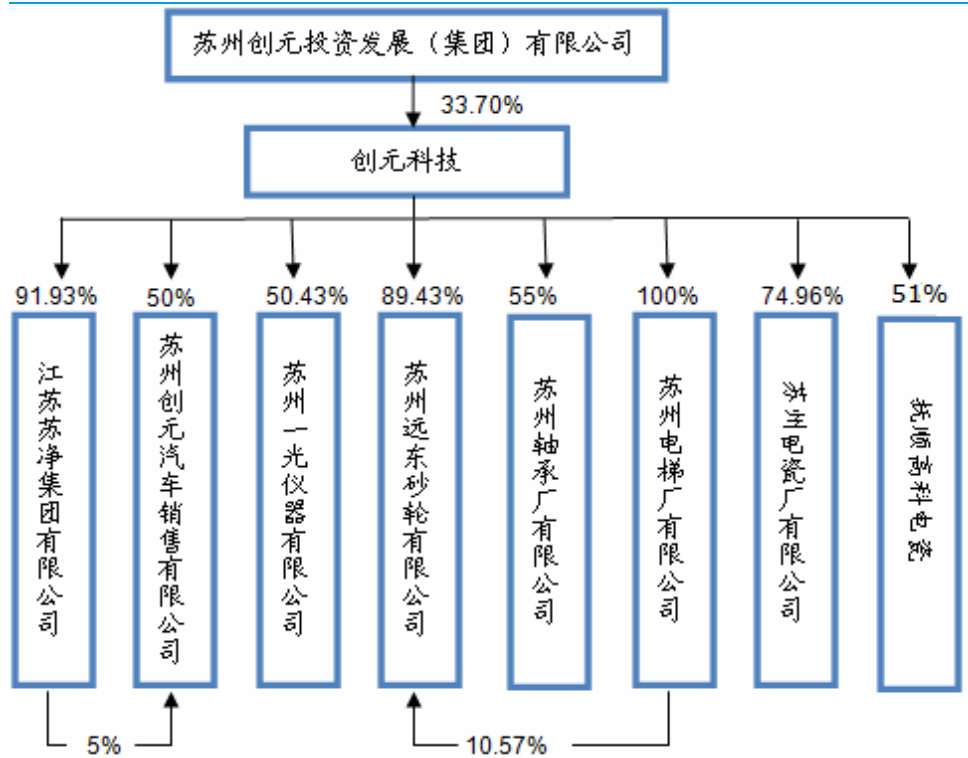 苏州创元投资发展（集团）有限公司
33.70%
创元科技
91.93%
50%
50.43%
89.43%
55%
100%
74.96%
51%
江苏苏净集团有限公司
苏州创元汽车销售有限公司
苏州一光仪器有限公司
苏州远东砂轮有限公司
苏州轴承厂有限公司
苏州电梯厂有限公司
苏州电瓷厂有限公司
抚顺高科电瓷
5%
10.57%